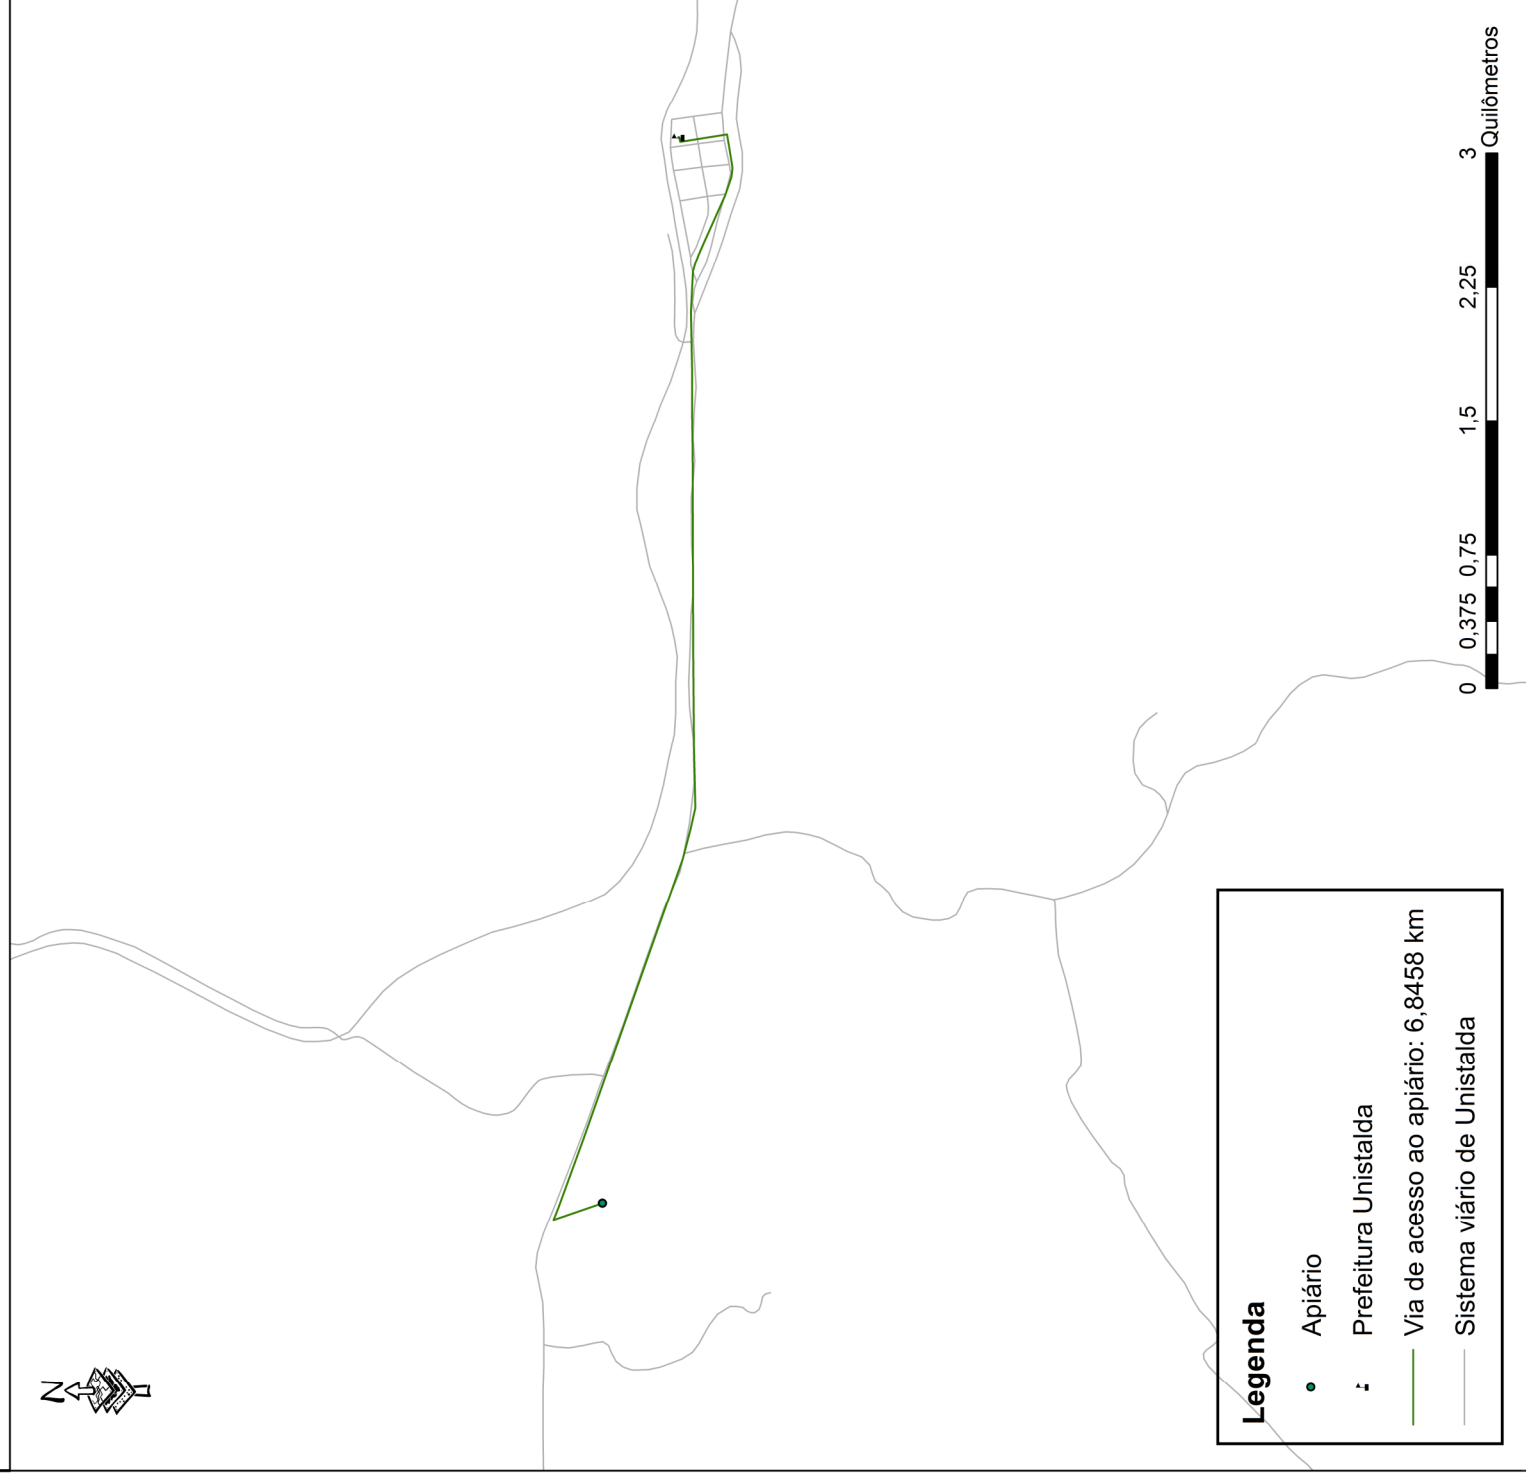 N
Legenda
Apiário
Prefeitura Unistalda
Via de acesso ao apiário: 6,8458 km
Sistema viário de Unistalda
0 0,375 0,75 1,5 2,25 3
Quilômetros